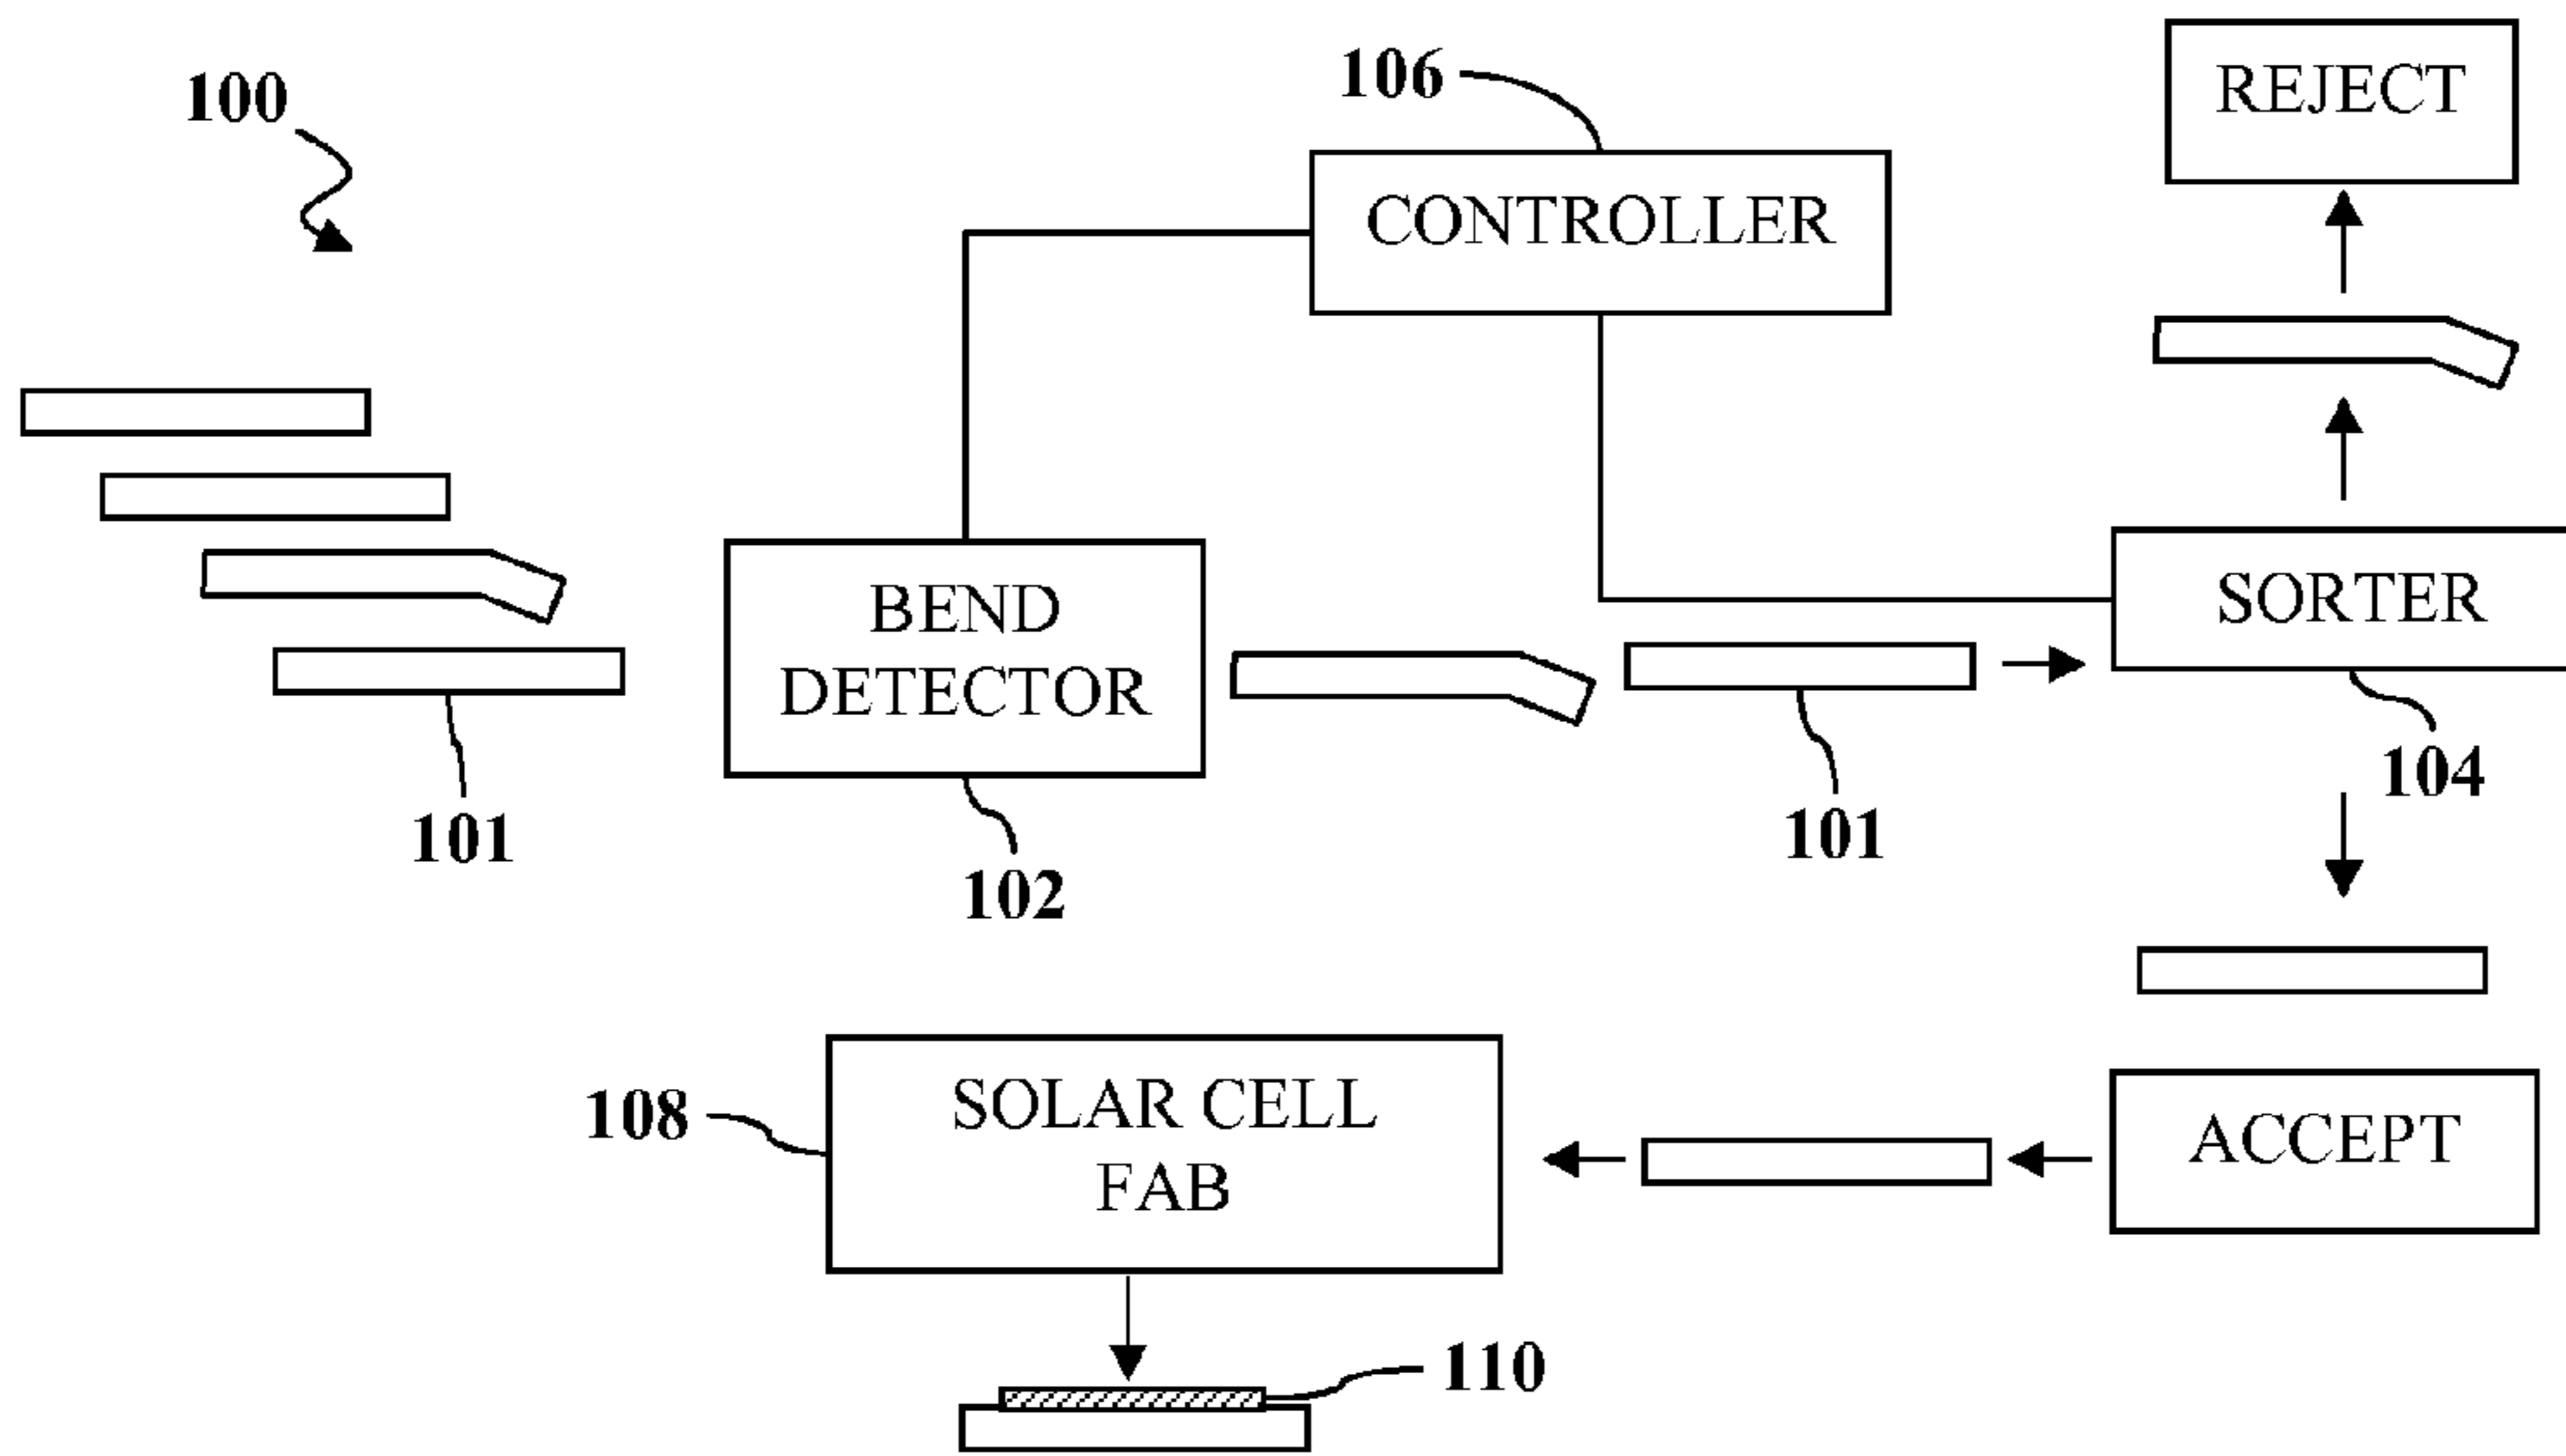 100
106
REJECT
CONTROLLER
BEND
DETECTOR
SORTER
101
102
101
104
108
SOLAR CELL
FAB
ACCEPT
110